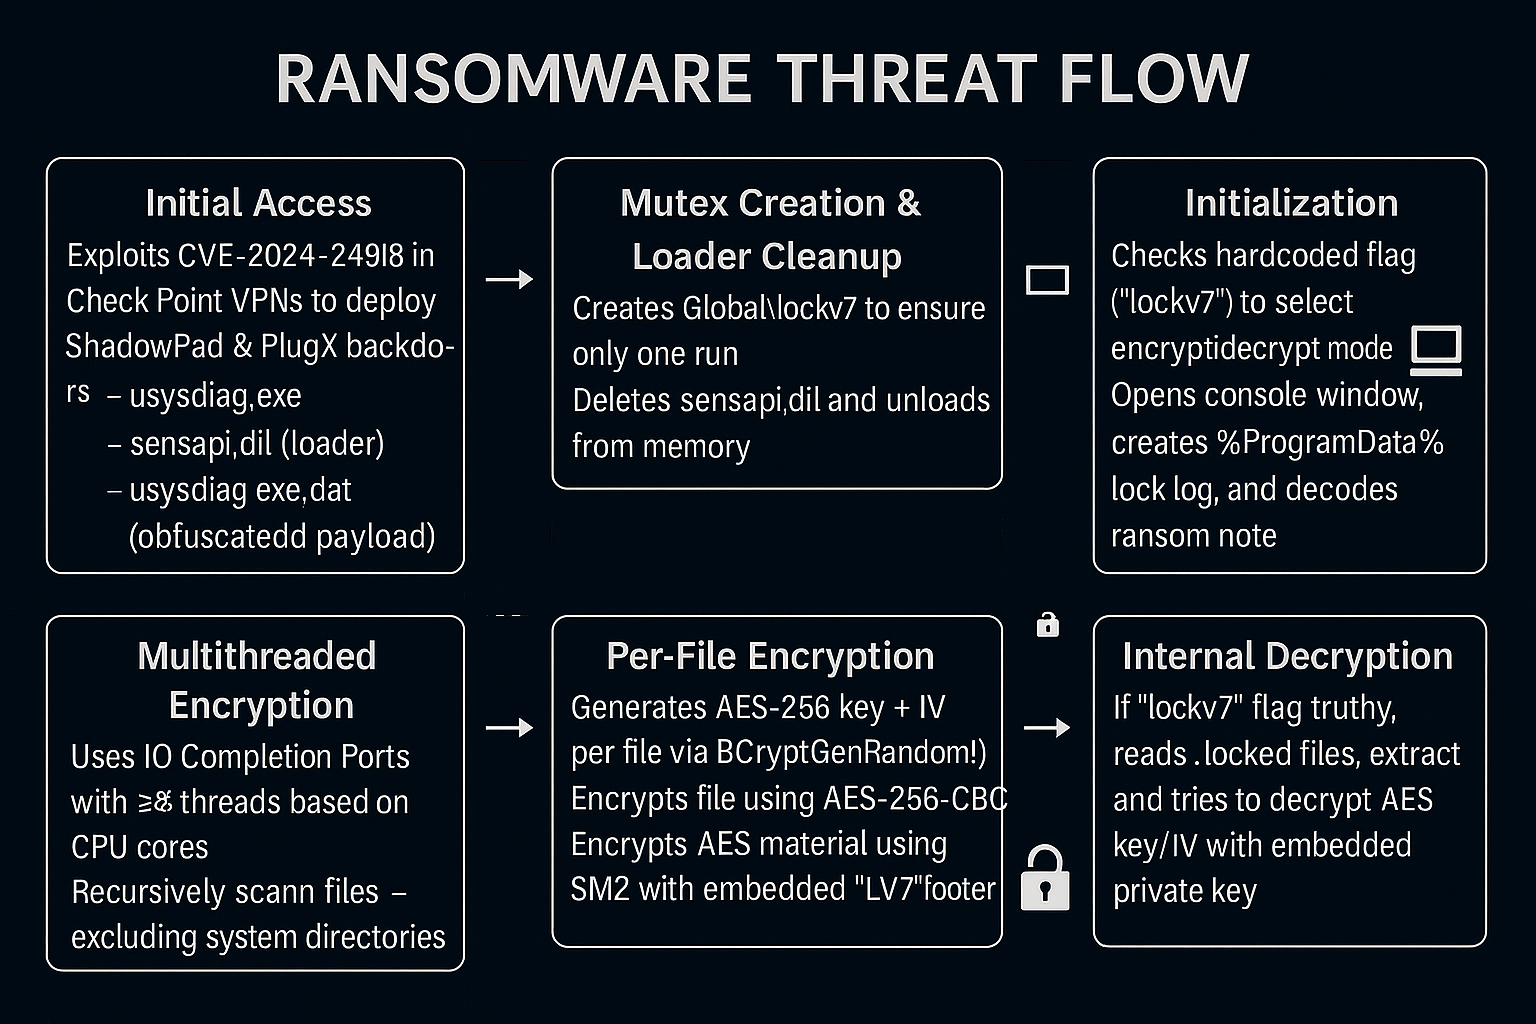 RANSOMWARE THREAT FLOW
Initial Access
Exploits CVE-2024-249I8 in
Check Point VPNs to deploy
ShadowPad & PlugX backdo-
rs – usysdiag,exe
– sensapi,dil (loader)
– usysdiag exe,dat
(obfuscatedd payload)
Mutex Creation &
Loader Cleanup
Creates Global\lockv7 to ensure
only one run
Deletes sensapi,dil and unloads
from memory
Initialization
Checks hardcoded flag
("lockv7") to select
encryptidecrypt mode
Opens console window,
creates %ProgramData%
lock log, and decodes
ransom note
Multithreaded
Encryption
Uses IO Completion Ports
with threads based on
CPU cores
Recursively scann files –
excluding system directories
Per-File Encryption
Generates AES-256 key + IV
per file via BCryptGenRandom!)
Encrypts file using AES-256-CBC
Encrypts AES material using
SM2 with embedded "LV7"footer
Internal Decryption
If "lockv7" flag truthy,
reads .locked files, extract
and tries to decrypt AES
key/IV with embedded
private key